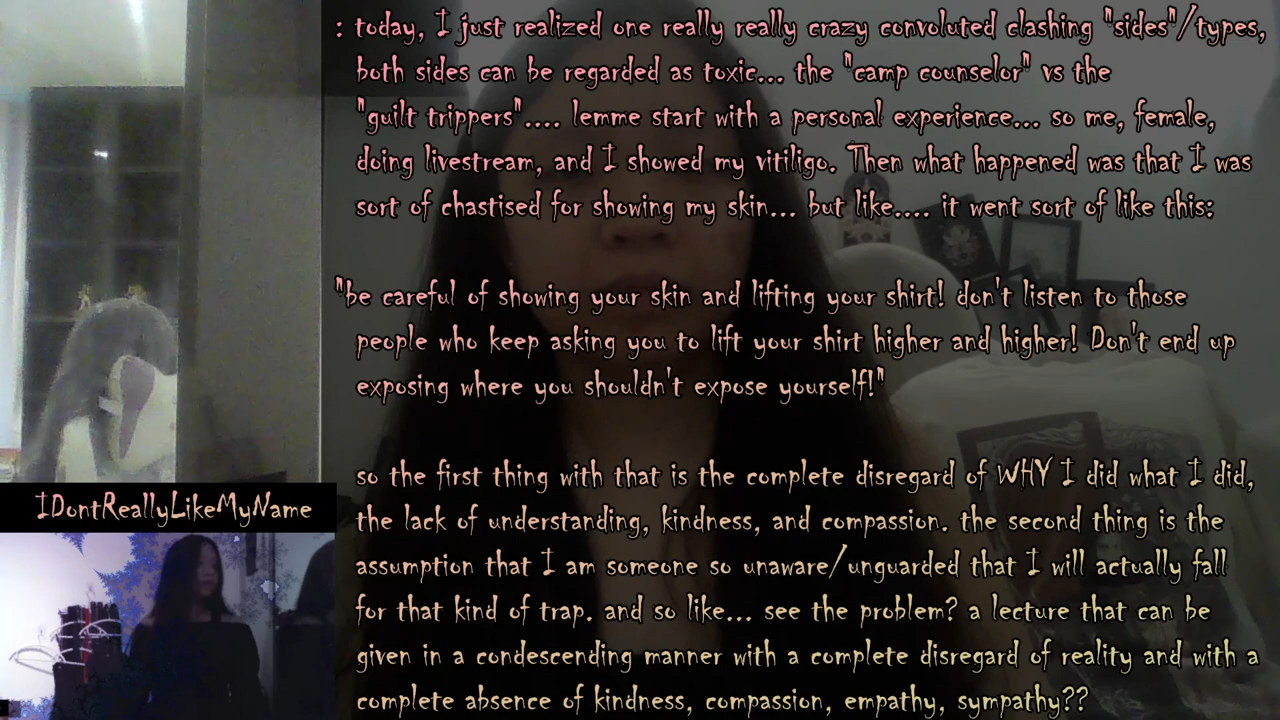 : today, I just realized one really really crazy convoluted clashing "sides"/types,
both sides can be regarded as toxic... the "camp counselor" vs the
"guilt trippers".... lemme start with a personal experience... so me, female,
doing livestream, and I showed my vitiligo. Then what happened was that I was
sort of chastised for showing my skin... but like.... it went sort of like this:
"be careful of showing your skin and lifting your shirt! don't listen to those
people who keep asking you to lift your shirt higher and higher! Don't end up
exposing where you shouldn't expose yourself!"
so the first thing with that is the complete disregard of WHY I did what I did,
the lack of understanding, kindness, and compassion. the second thing is the
assumption that I am someone so unaware/unguarded that I will actually fall
for that kind of trap. and so like... see the problem? a lecture that can be
given in a condescending manner with a complete disregard of reality and with a
complete absence of kindness, compassion, empathy, sympathy??
IDontReallyLikeMyName